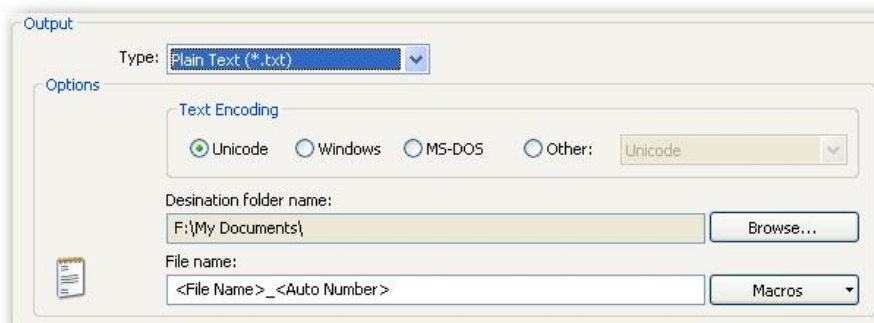 Output
Type: Plain Text (*.txt)
Options
Text Encoding
Unicode Windows MS-DOS Other: Unicode
Desination folder name:
F:\My Documents\ Browse...
File name:
<File Name>_<Auto Number> Macros